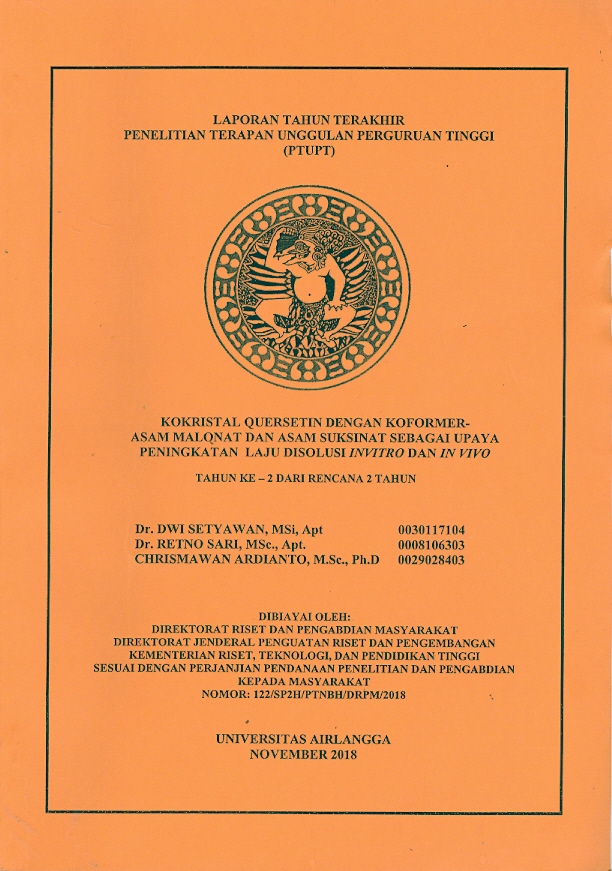 LAPORAN TAHUN TERAKHIR
PENELITIAN TERAPAN UNGGULAN PERGURUAN TINGGI
(PTUPT)
KOKRISTAL QUERSETIN DENGAN KOFORMER-
ASAM MALQNAT DAN ASAM SUKSINAT SEBAGAI UPAYA
PENINGKATAN LAJU DISOLUSI INVITRO DAN IN VIVO
TAHUN KE – 2 DARI RENCANA 2 TAHUN
Dr. DWI SETYAWAN, MSi, Apt 0030117104
Dr. RETNO SARI, MSc., Apt. 0008106303
CHRISMAWAN ARDIANTO, M.Sc., Ph.D 0029028403
DIBIAYAI OLEH:
DIREKTORAT RISET DAN PENGABDIAN MASYARAKAT
DIREKTORAT JENDERAL PENGUATAN RISET DAN PENGEMBANGAN
KEMENTERIAN RISET, TEKNOLOGI, DAN PENDIDIKAN TINGGI
SESUAI DENGAN PERJANJIAN PENDANAAN PENELITIAN DAN PENGABDIAN
KEPADA MASYARAKAT
NOMOR: 122/SP2H/PTNBH/DRPM/2018
UNIVERSITAS AIRLANGGA
NOVEMBER 2018